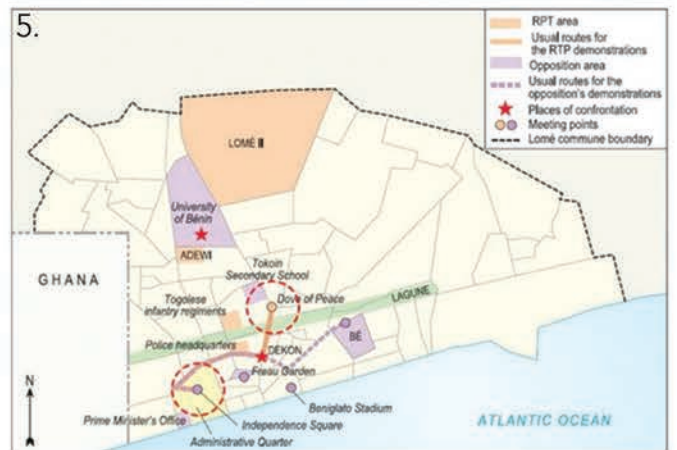 5.
RPT area
Usual routes for
the RTP demonstrations
Opposition area
Usual routes for the
opposition's demonstrations
Places of confrontation
Meeting points
Lomé commune boundary
LOMÉ II
University
of Bénin
ADEWI
Tokoin
Secondary School
GHANA
Dove of Peace
LAGUNE
Togolese
infantry regiments
BÈ
Police headquarters
DEKON
Freau Garden
N
Beniglato Stadium
Prime Minister's Office
Independence Square
ATLANTIC OCEAN
Administrative Quarter